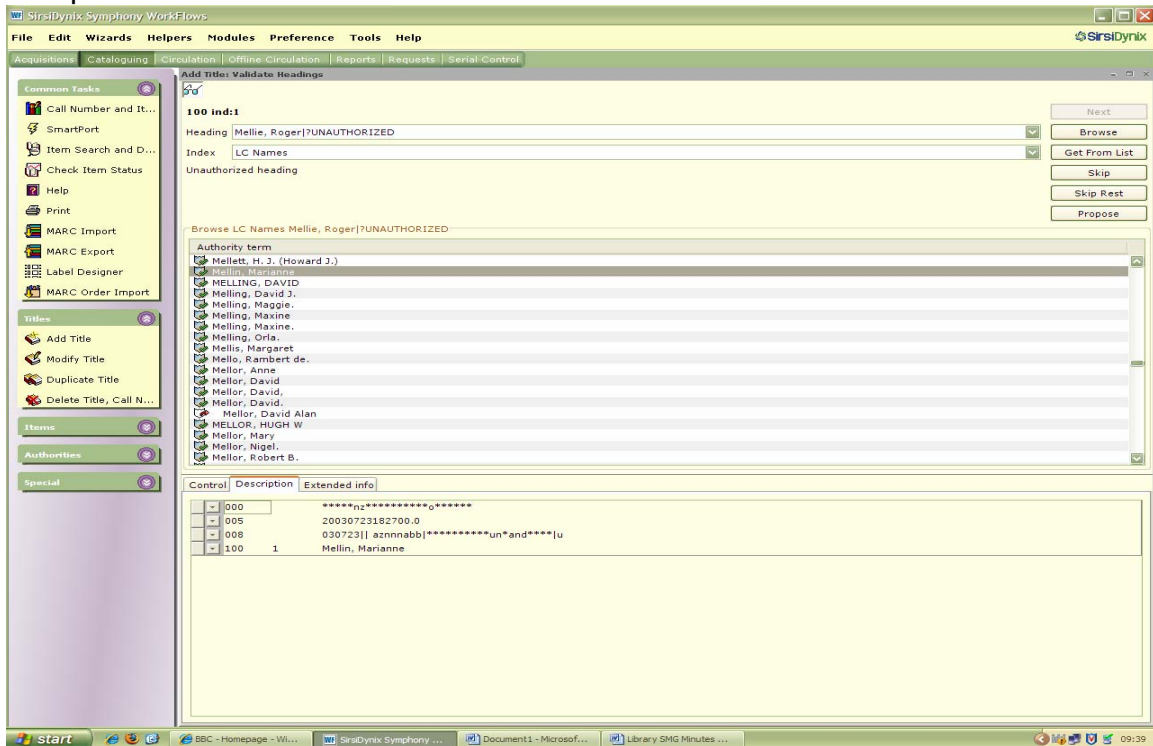 SirsiDynix Symphony WorkFlows
File Edit Wizards Helpers Modules Preference Tools Help
SirsiDynix
Acquisitions Cataloguing Circulation Offline Circulation Reports Requests Serial Control
Common Tasks
Call Number and It...
SmartPort
Item Search and D...
Check Item Status
Help
Print
MARC Import
MARC Export
Label Designer
MARC Order Import
Titles
Add Title
Modify Title
Duplicate Title
Delete Title, Call N...
Items
Authorities
Special
Add Title: Validate Headings
100 ind:1
Heading Mellie, Roger|?UNAUTHORIZED
Index LC Names
Unauthorized heading
Next
Browse
Get From List
Skip
Skip Rest
Propose
Browse LC Names Mellie, Roger|?UNAUTHORIZED
Authority term
Mellett, H. J. (Howard J.)
Mellin, Marianne
MELLING, DAVID
Melling, David J.
Melling, Maggie.
Melling, Maxine
Melling, Maxine.
Melling, Orla.
Mellis, Margaret
Mello, Rambert de.
Mellor, Anne
Mellor, David
Mellor, David,
Mellor, David.
Mellor, David Alan
MELLOR, HUGH W
Mellor, Mary
Mellor, Nigel.
Mellor, Robert B.
Control Description Extended info
000 *****nz**********o******
005 20030723182700.0
008 030723|| aznnnabb|**********un*and****|u
100 1 Mellin, Marianne
start
BBC - Homepage - Wi...
SirsiDynix Symphony ...
Document1 - Microsof...
Library SMG Minutes ...
09:39